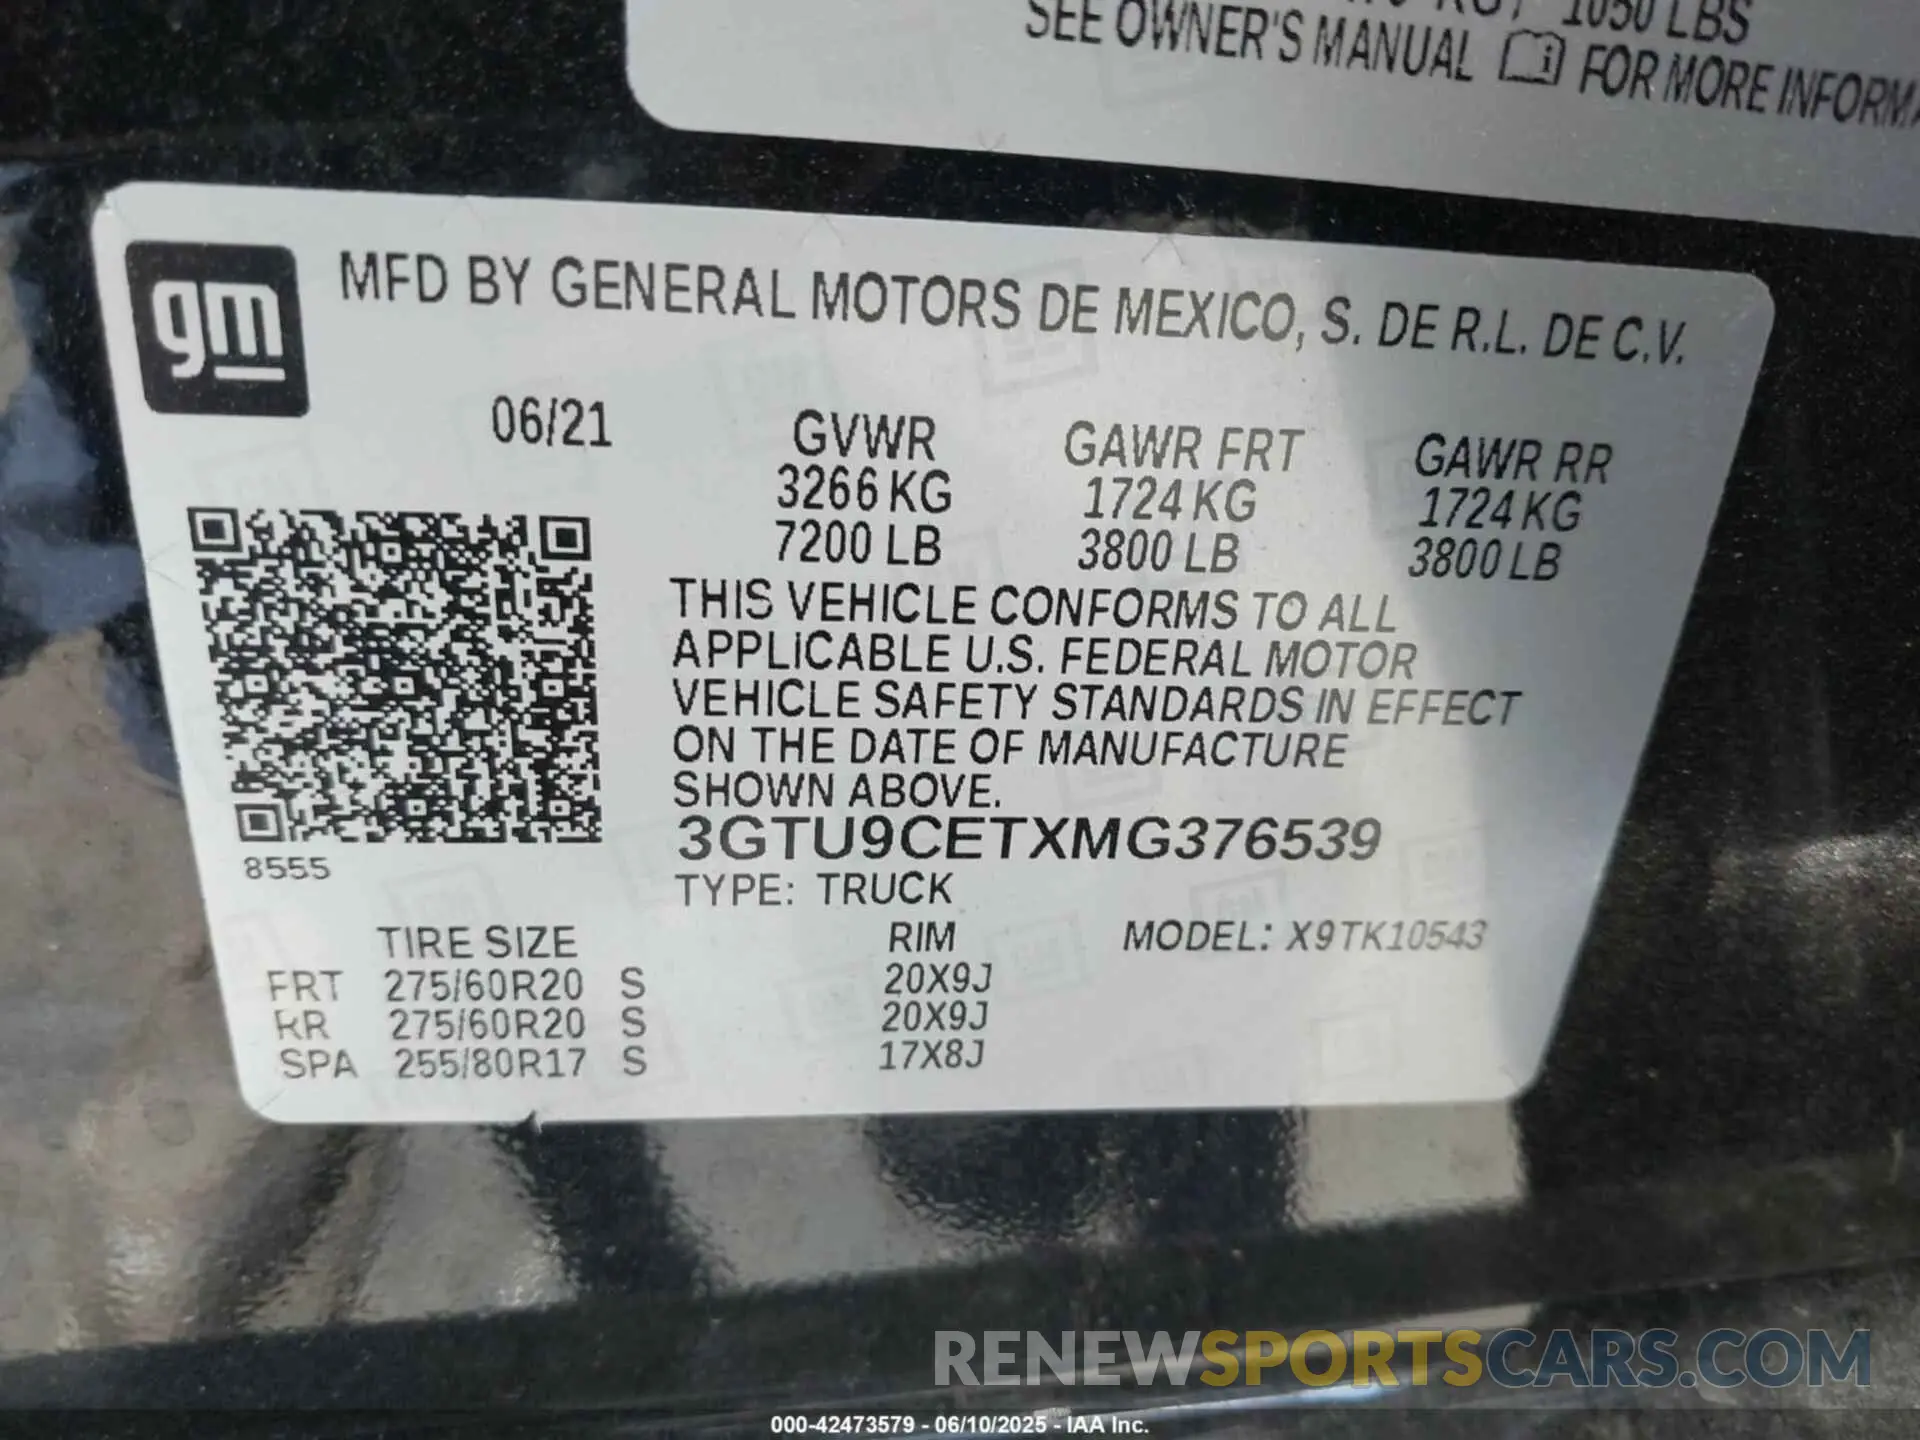 1050 LBS
SEE OWNER'S MANUAL FOR MORE
gm
MFD BY GENERAL MOTORS DE MEXICO, S. DE R.L. DE C.V.
06/21 GVWR GAWR FRT GAWR RR
3266 KG 1724 KG 1724 KG
7200 LB 3800 LB 3800 LB
THIS VEHICLE CONFORMS TO ALL
APPLICABLE U.S. FEDERAL MOTOR
VEHICLE SAFETY STANDARDS IN EFFECT
ON THE DATE OF MANUFACTURE
SHOWN ABOVE.
3GTU9CETXMG376539
8555
TYPE: TRUCK
TIRE SIZE RIM MODEL: X9TK10543
FRT 275/60R20 S 20X9J
RR 275/60R20 S 20X9J
SPA 255/80R17 S 17X8J
RENEWSPORTSCARS.COM
000-42473579 - 06/10/2025 - IAA Inc.